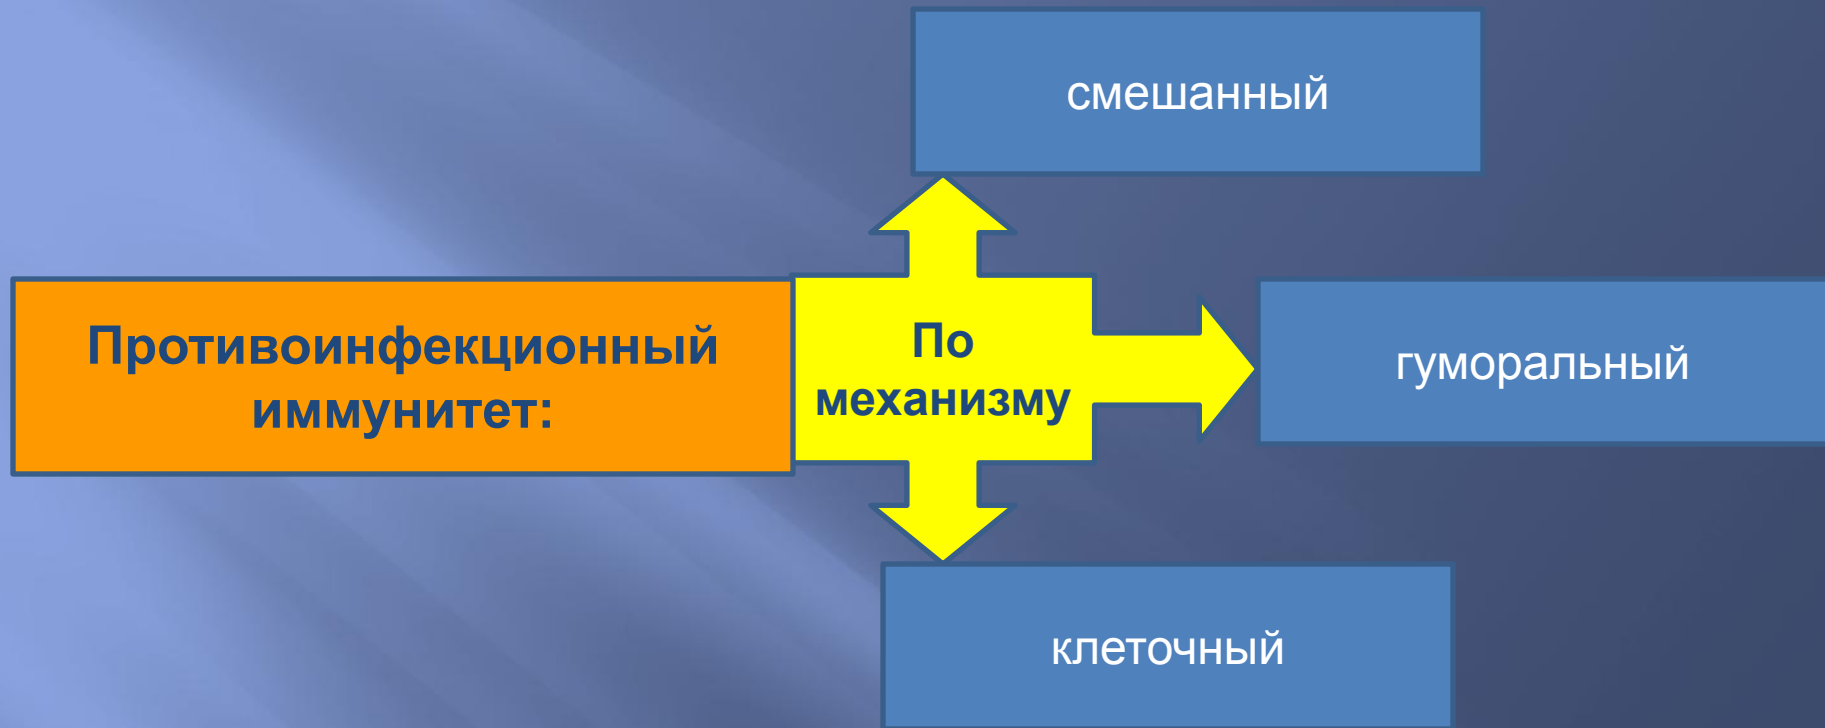 смешанный
Противоинфекционный
иммунитет:
По
механизму
гуморальный
клеточный